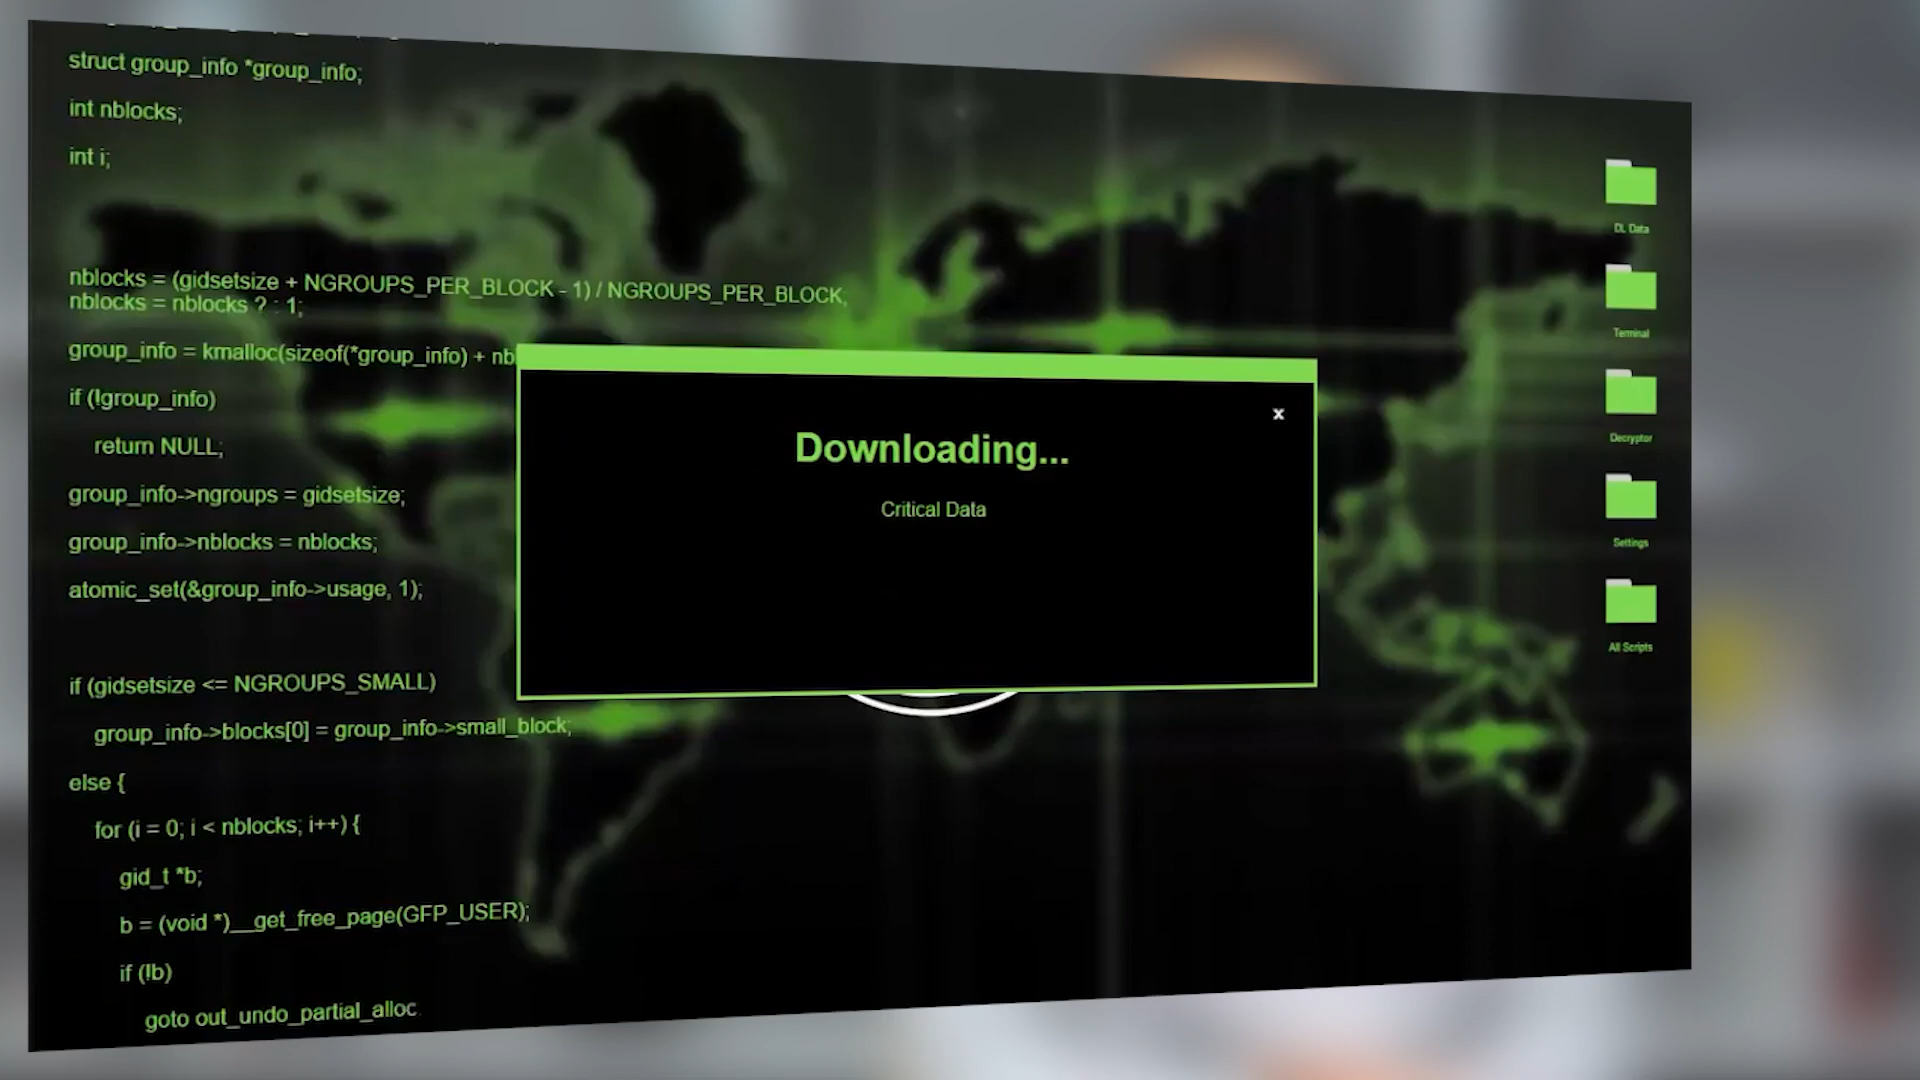 struct group_info *group_info;
int nblocks;
int i;
nblocks = (gidsetsize + NGROUPS_PER_BLOCK - 1) / NGROUPS_PER_BLOCK;
nblocks = nblocks ? : 1;
group_info = kmalloc(sizeof(*group_info) + nb
if (!group_info)
return NULL;
group_info->ngroups = gidsetsize;
group_info->nblocks = nblocks;
atomic_set(&group_info->usage, 1);
if (gidsetsize <= NGROUPS_SMALL)
group_info->blocks[0] = group_info->small_block;
else {
for (i = 0; i < nblocks; i++) {
gid_t *b;
b = (void *)__get_free_page(GFP_USER);
if (!b)
goto out_undo_partial_alloc
x
Downloading...
Critical Data
DL Data
Terminal
Decryptor
Settings
All Scripts